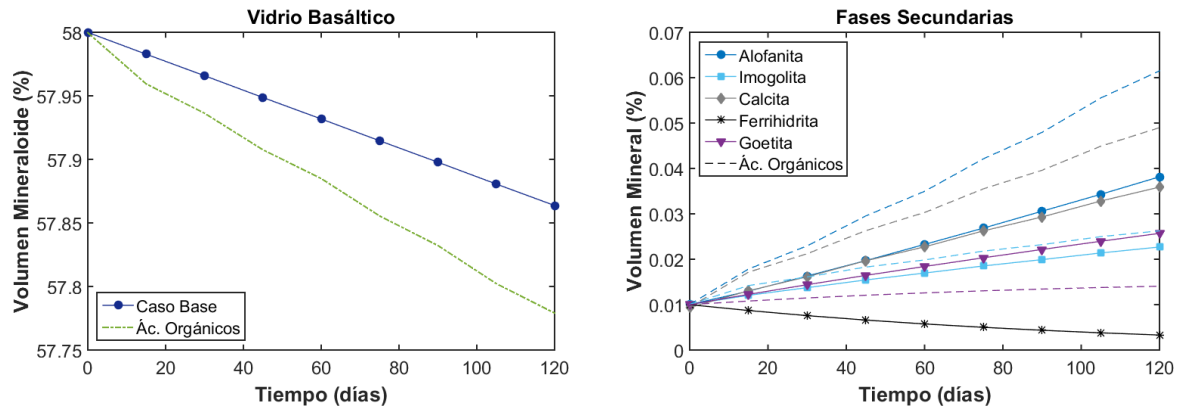 Vidrio Basáltico
Volumen Mineraloide (%)
58
57.95
57.9
57.85
57.8
57.75
Caso Base
Ác. Orgánicos
0
20
40
60
80
100
120
Tiempo (días)
Fases Secundarias
Volumen Mineral (%)
0.07
0.06
0.05
0.04
0.03
0.02
0.01
0
Alofanita
Imogolita
Calcita
Ferrihidrita
Goetita
Ác. Orgánicos
0
20
40
60
80
100
120
Tiempo (días)